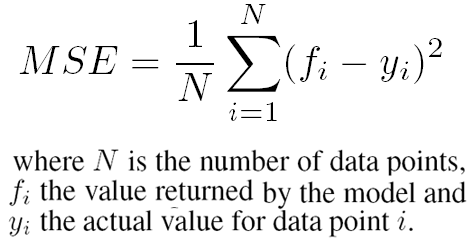 MSE = \frac{1}{N} \sum_{i=1}^{N} (f_i - y_i)^2
where N is the number of data points,
f_i the value returned by the model and
y_i the actual value for data point i.